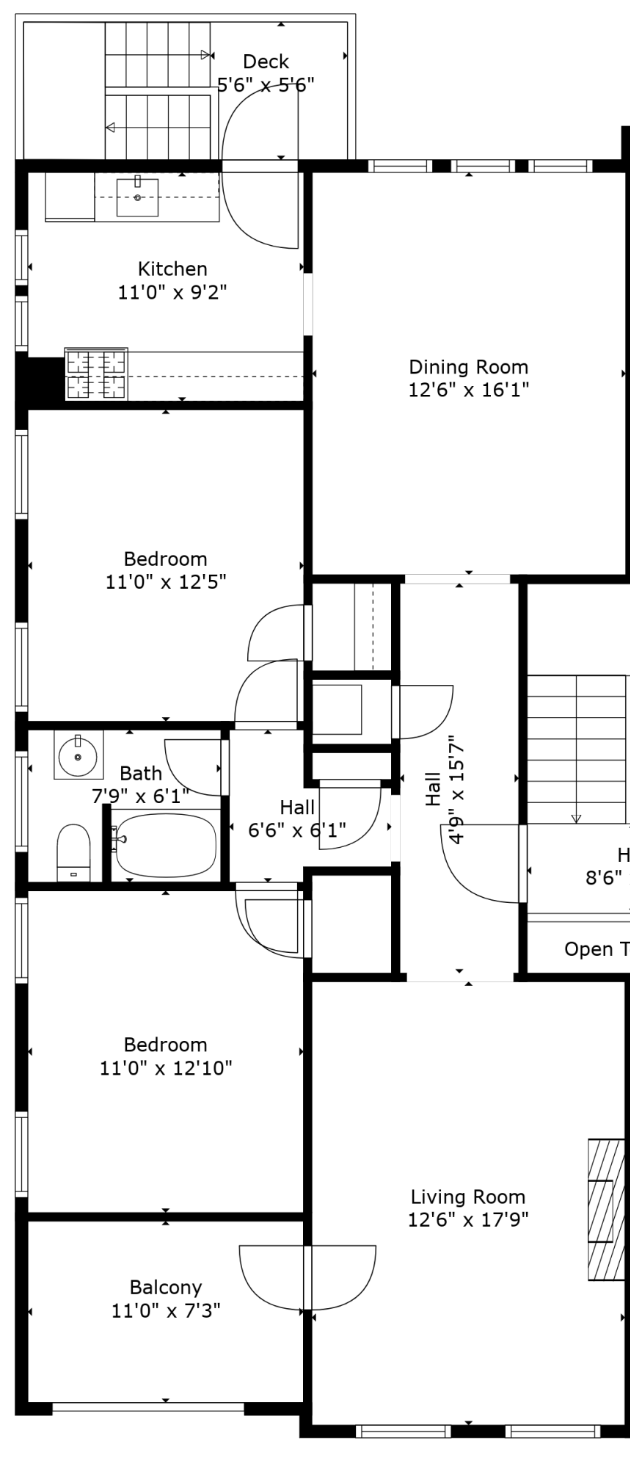 Deck
5'6" x 5'6"
Kitchen
11'0" x 9'2"
Dining Room
12'6" x 16'1"
Bedroom
11'0" x 12'5"
Bath
7'9" x 6'1"
Hall
6'6" x 6'1"
Hall
4'9" x 15'7"
H
8'6"
Open T
Bedroom
11'0" x 12'10"
Living Room
12'6" x 17'9"
Balcony
11'0" x 7'3"